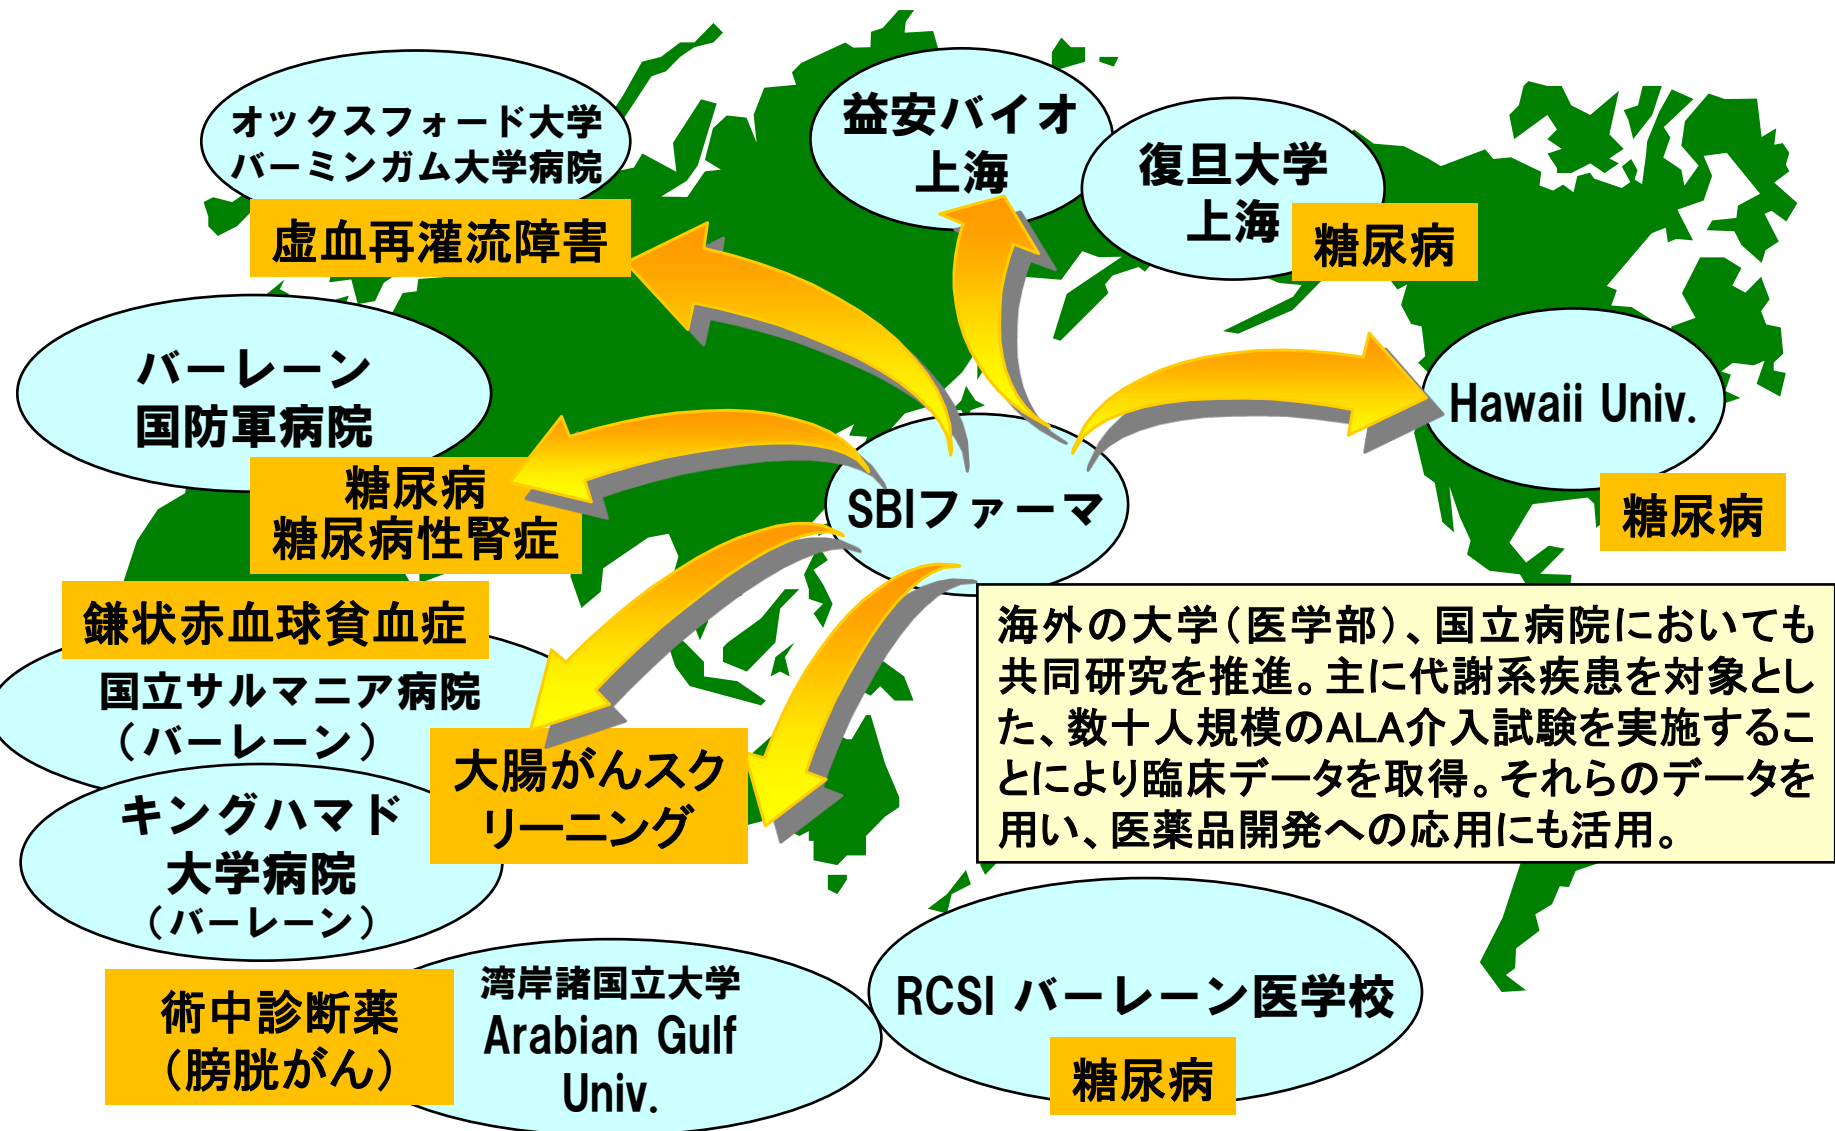 オックスフォード大学
バーミンガム大学病院
虚血再灌流障害
益安バイオ
上海
復旦大学
上海
糖尿病
バーレーン
国防軍病院
糖尿病
糖尿病性腎症
Hawaii Univ.
糖尿病
SBIファーマ
鎌状赤血球貧血症
国立サルマニア病院
（バーレーン）
大腸がんスク
リーニング
キングハマド
大学病院
（バーレーン）
海外の大学（医学部）、国立病院においても
共同研究を推進。主に代謝系疾患を対象とし
た、数十人規模のALA介入試験を実施するこ
とにより臨床データを取得。それらのデータを
用い、医薬品開発への応用にも活用。
術中診断薬
（膀胱がん）
湾岸諸国立大学
Arabian Gulf
Univ.
RCSI バーレーン医学校
糖尿病